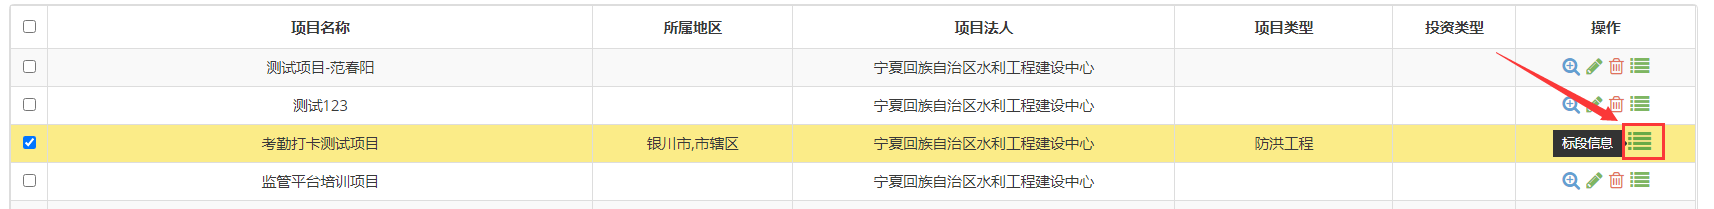 项目名称 所属地区 项目法人 项目类型 投资类型 操作
测试项目-范春阳 宁夏回族自治区水利工程建设中心
测试123 宁夏回族自治区水利工程建设中心
考勤打卡测试项目 银川市,市辖区 宁夏回族自治区水利工程建设中心 防洪工程 标段信息
监管平台培训项目 宁夏回族自治区水利工程建设中心